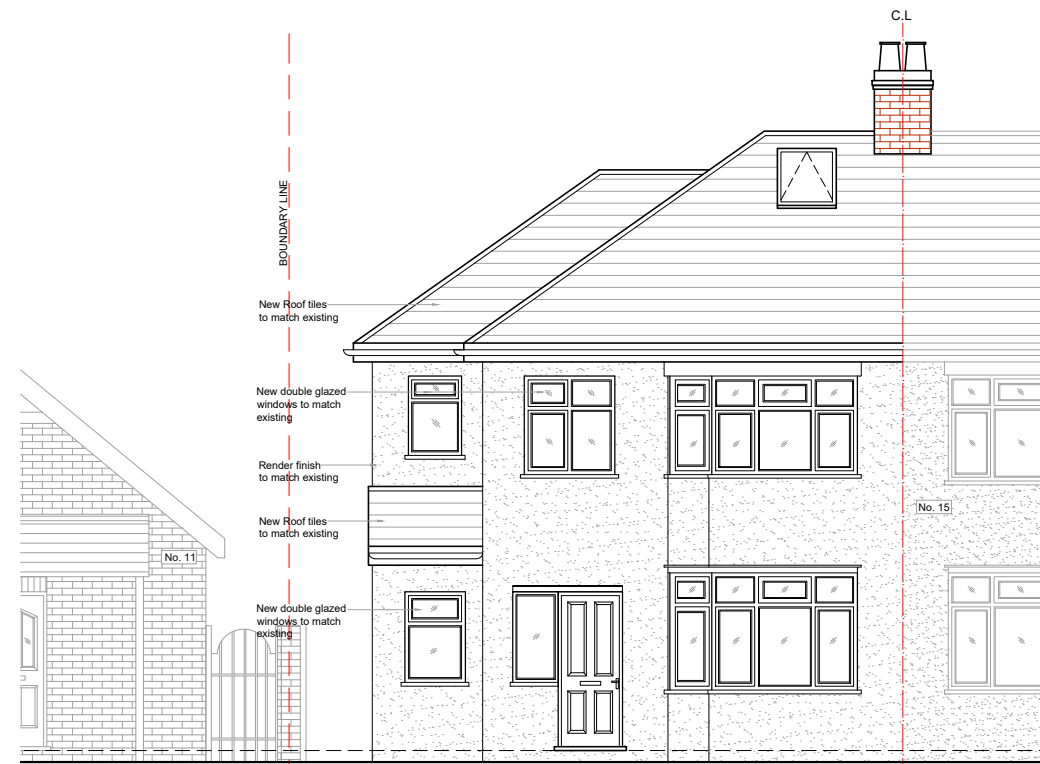 C.L
BOUNDARY LINE
New Roof tiles
to match existing
New double glazed
windows to match
existing
Render finish
to match existing
No. 15
New Roof tiles
to match existing
No. 11
New double glazed
windows to match
existing